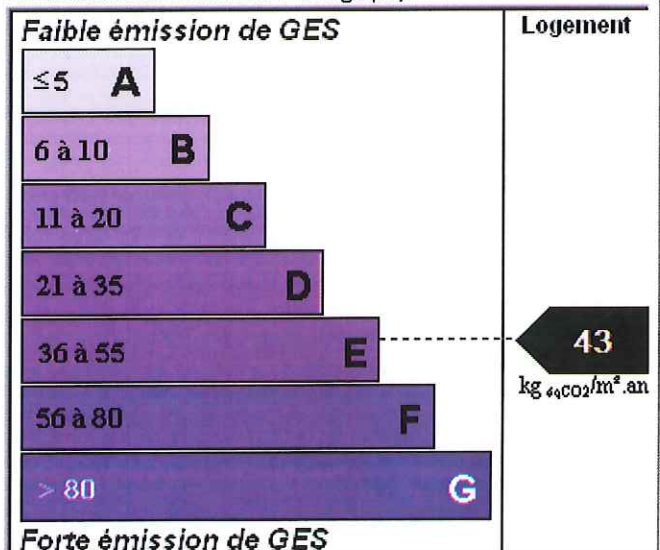 Faible émission de GES
Logement
≤5 A
6 à 10 B
11 à 20 C
21 à 35 D
36 à 55 E
43
kg éqCO2/m².an
56 à 80 F
> 80 G
Forte émission de GES